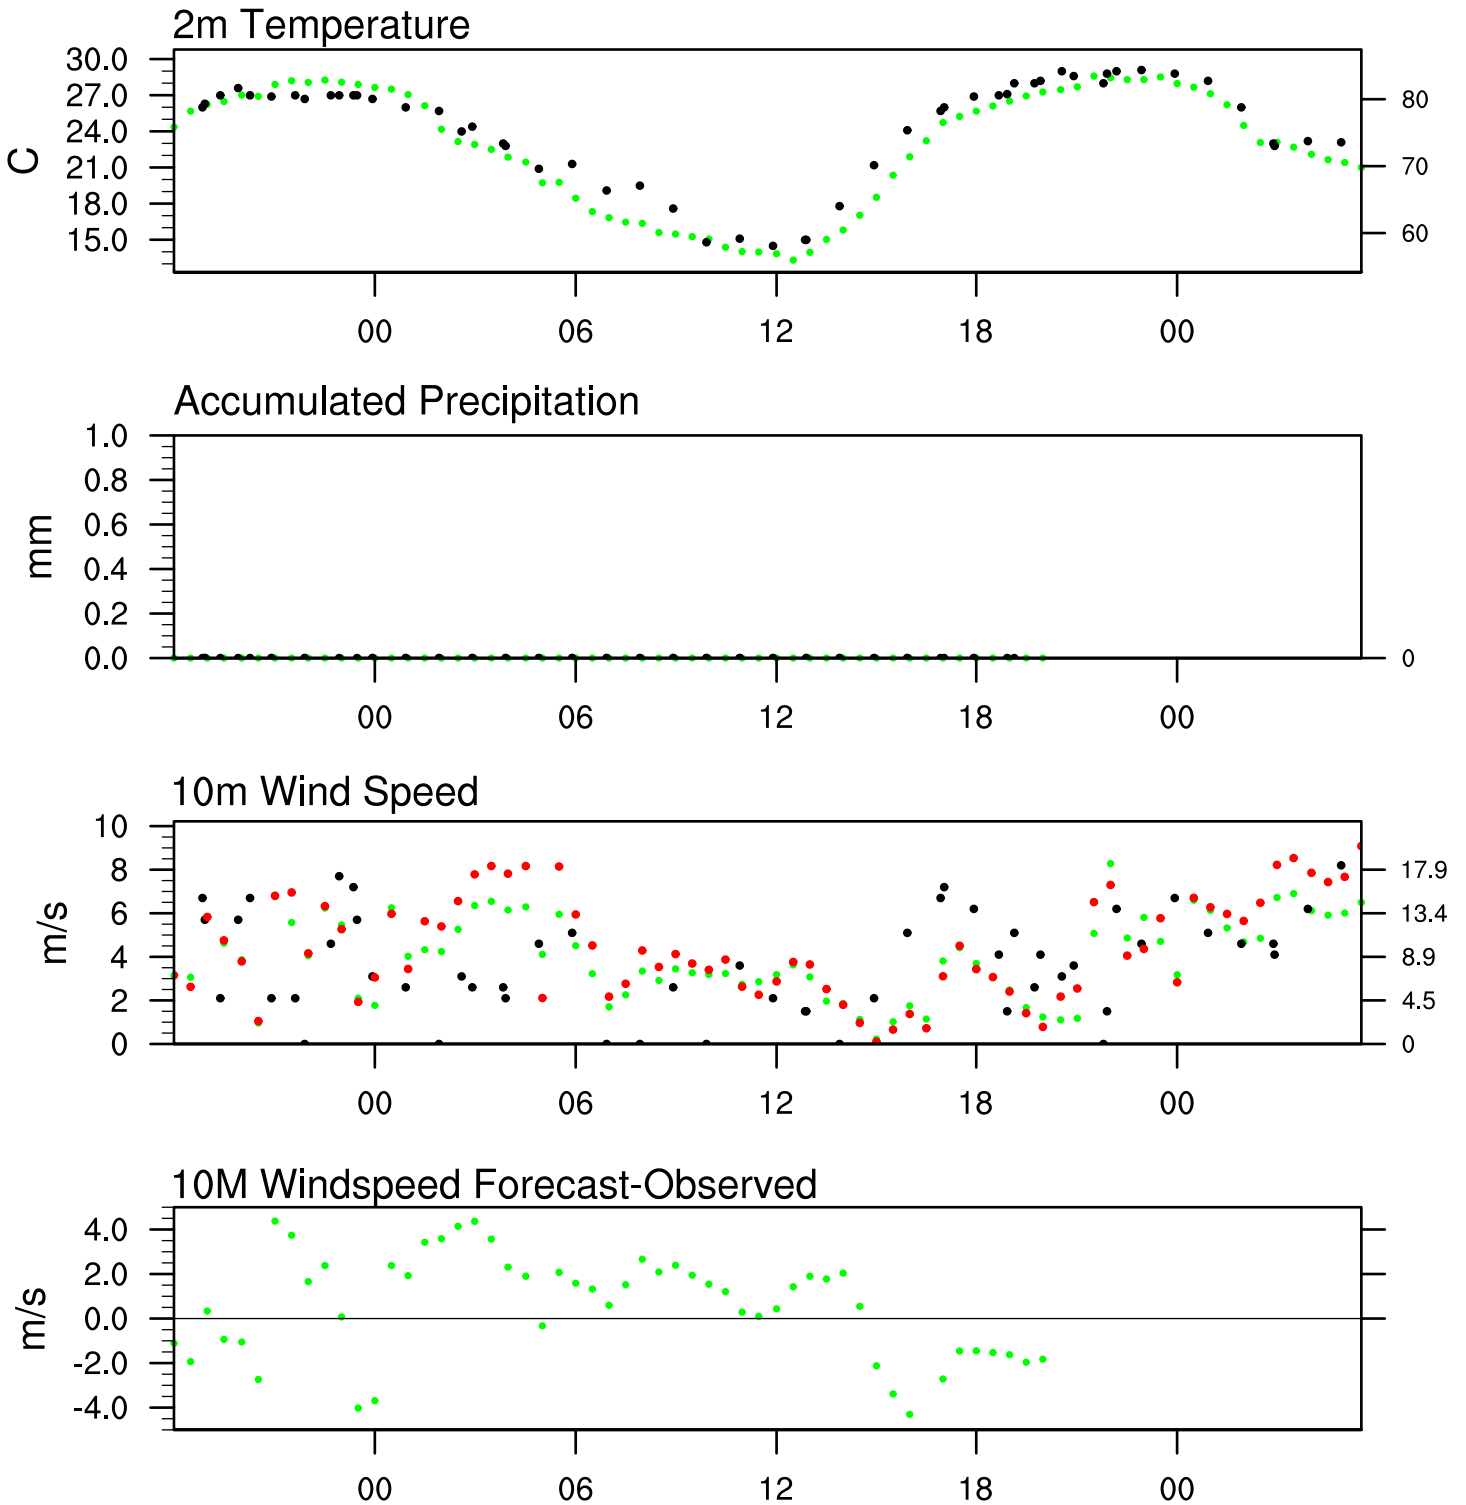 2m Temperature
30.0
27.0
24.0
21.0
18.0
15.0
C
80
70
60
00 06 12 18 00
Accumulated Precipitation
1.0
0.8
0.6
0.4
0.2
0.0
mm
0
00 06 12 18 00
10m Wind Speed
10
8
6
4
2
0
m/s
17.9
13.4
8.9
4.5
0
00 06 12 18 00
10M Windspeed Forecast-Observed
4.0
2.0
0.0
-2.0
-4.0
m/s
00 06 12 18 00